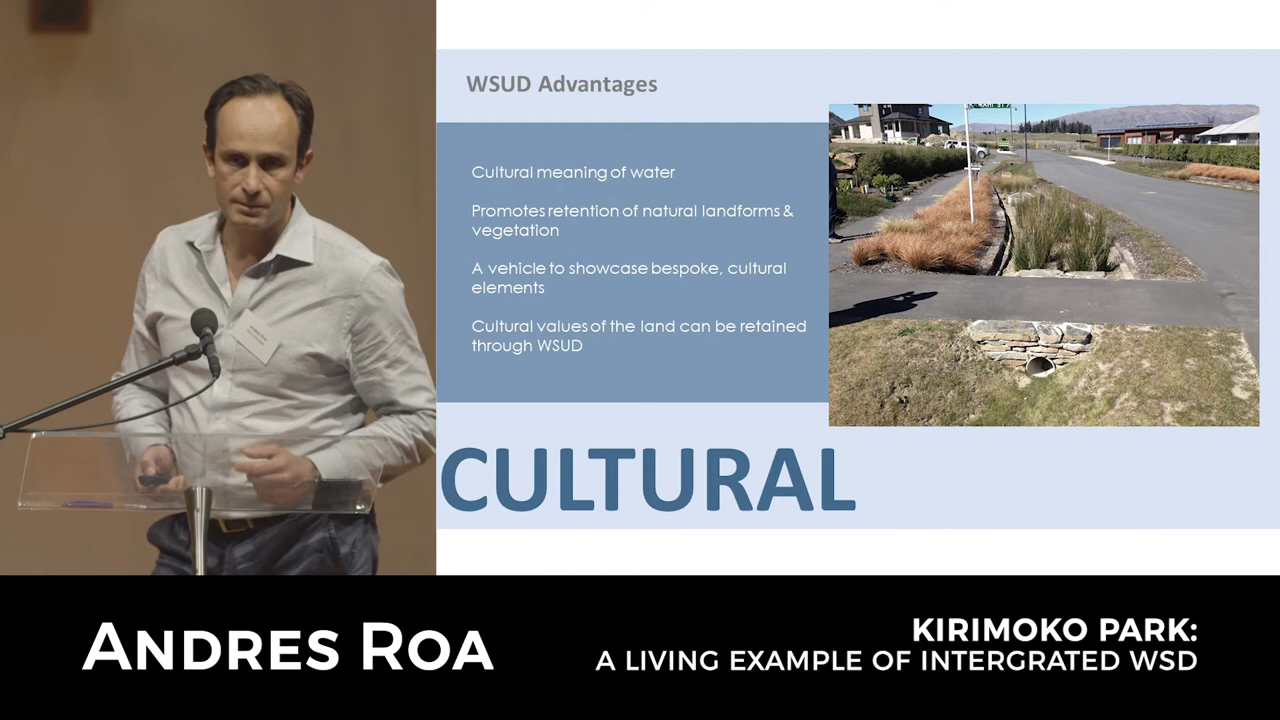 WSUD Advantages
Cultural meaning of water
Promotes retention of natural landforms &
vegetation
A vehicle to showcase bespoke, cultural
elements
Cultural values of the land can be retained
through WSUD
CULTURAL
ANDRES ROA
KIRIMOKO PARK:
A LIVING EXAMPLE OF INTERGRATED WSD